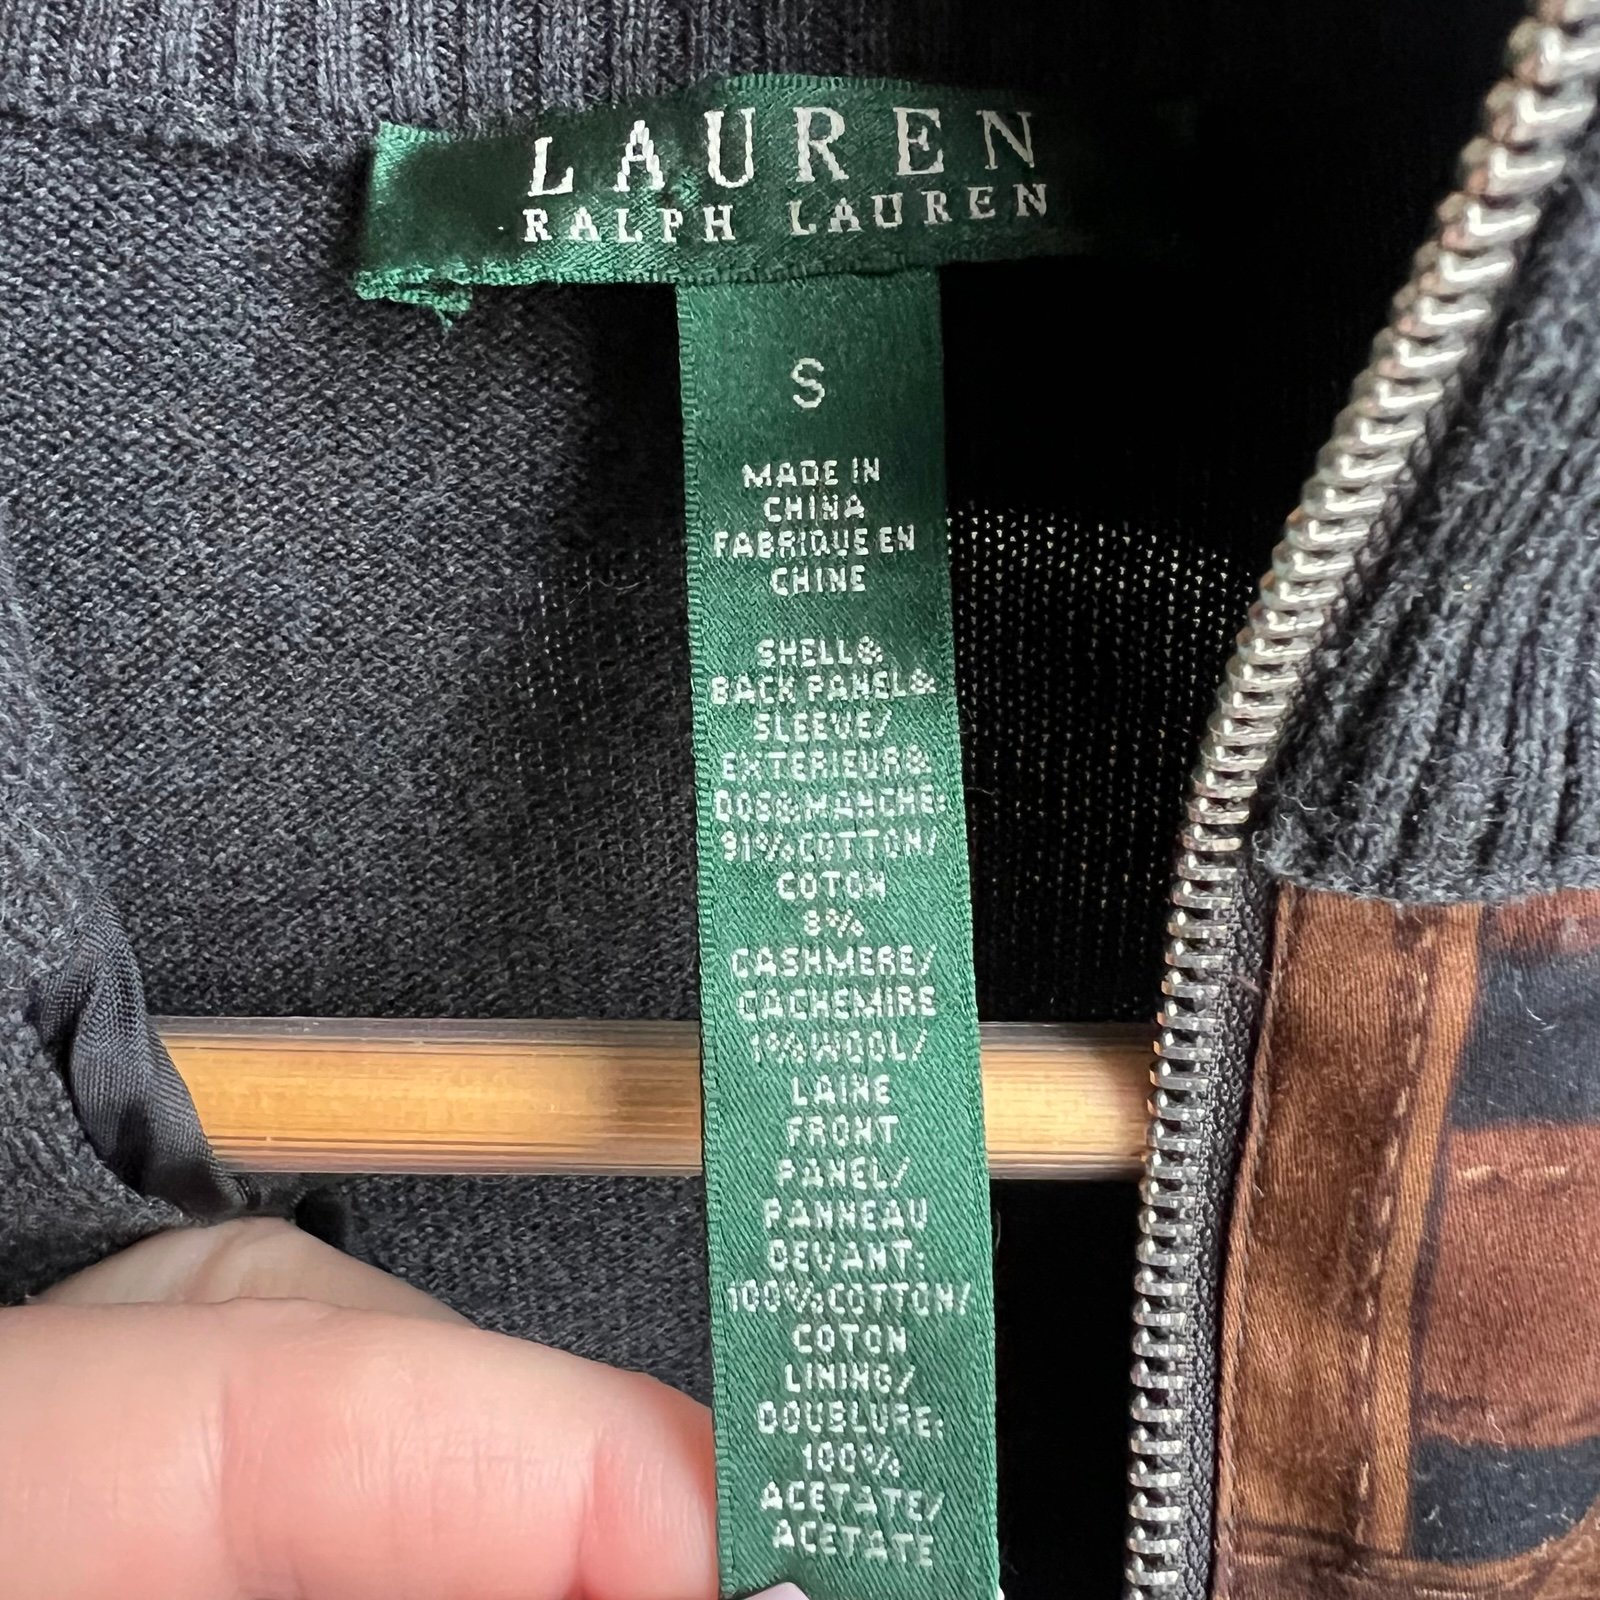 LAUREN
RALPH LAUREN
S
MADE IN
CHINA
FABRIQUE EN
CHINE
SHELL&
BACK PANEL&
SLEEVE/
EXTERIEUR&
DOS&MANCHE:
91%COTTON/
COTON
8%
CASHMERE/
CACHEMIRE
1%WOOL/
LAINE
FRONT
PANEL/
PANNEAU
DEVANT:
100%COTTON/
COTON
LINING/
DOUBLURE:
100%
ACETATE/
ACETATE